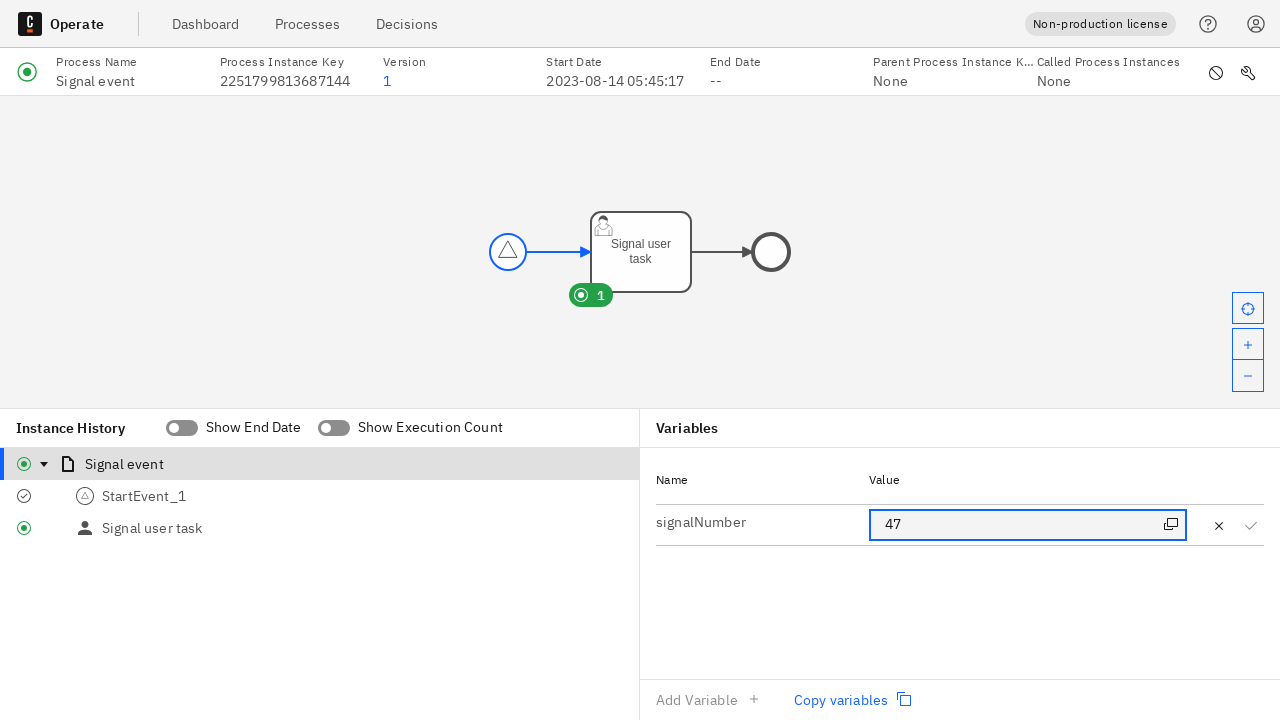 Operate
Dashboard
Processes
Decisions
Non-production license
Process Name
Signal event
Process Instance Key
2251799813687144
Version
1
Start Date
2023-08-14 05:45:17
End Date
--
Parent Process Instance K...
None
Called Process Instances
None
Signal user
task
1
Instance History
Show End Date
Show Execution Count
Signal event
StartEvent_1
Signal user task
Variables
Name
Value
signalNumber
47
Add Variable
Copy variables